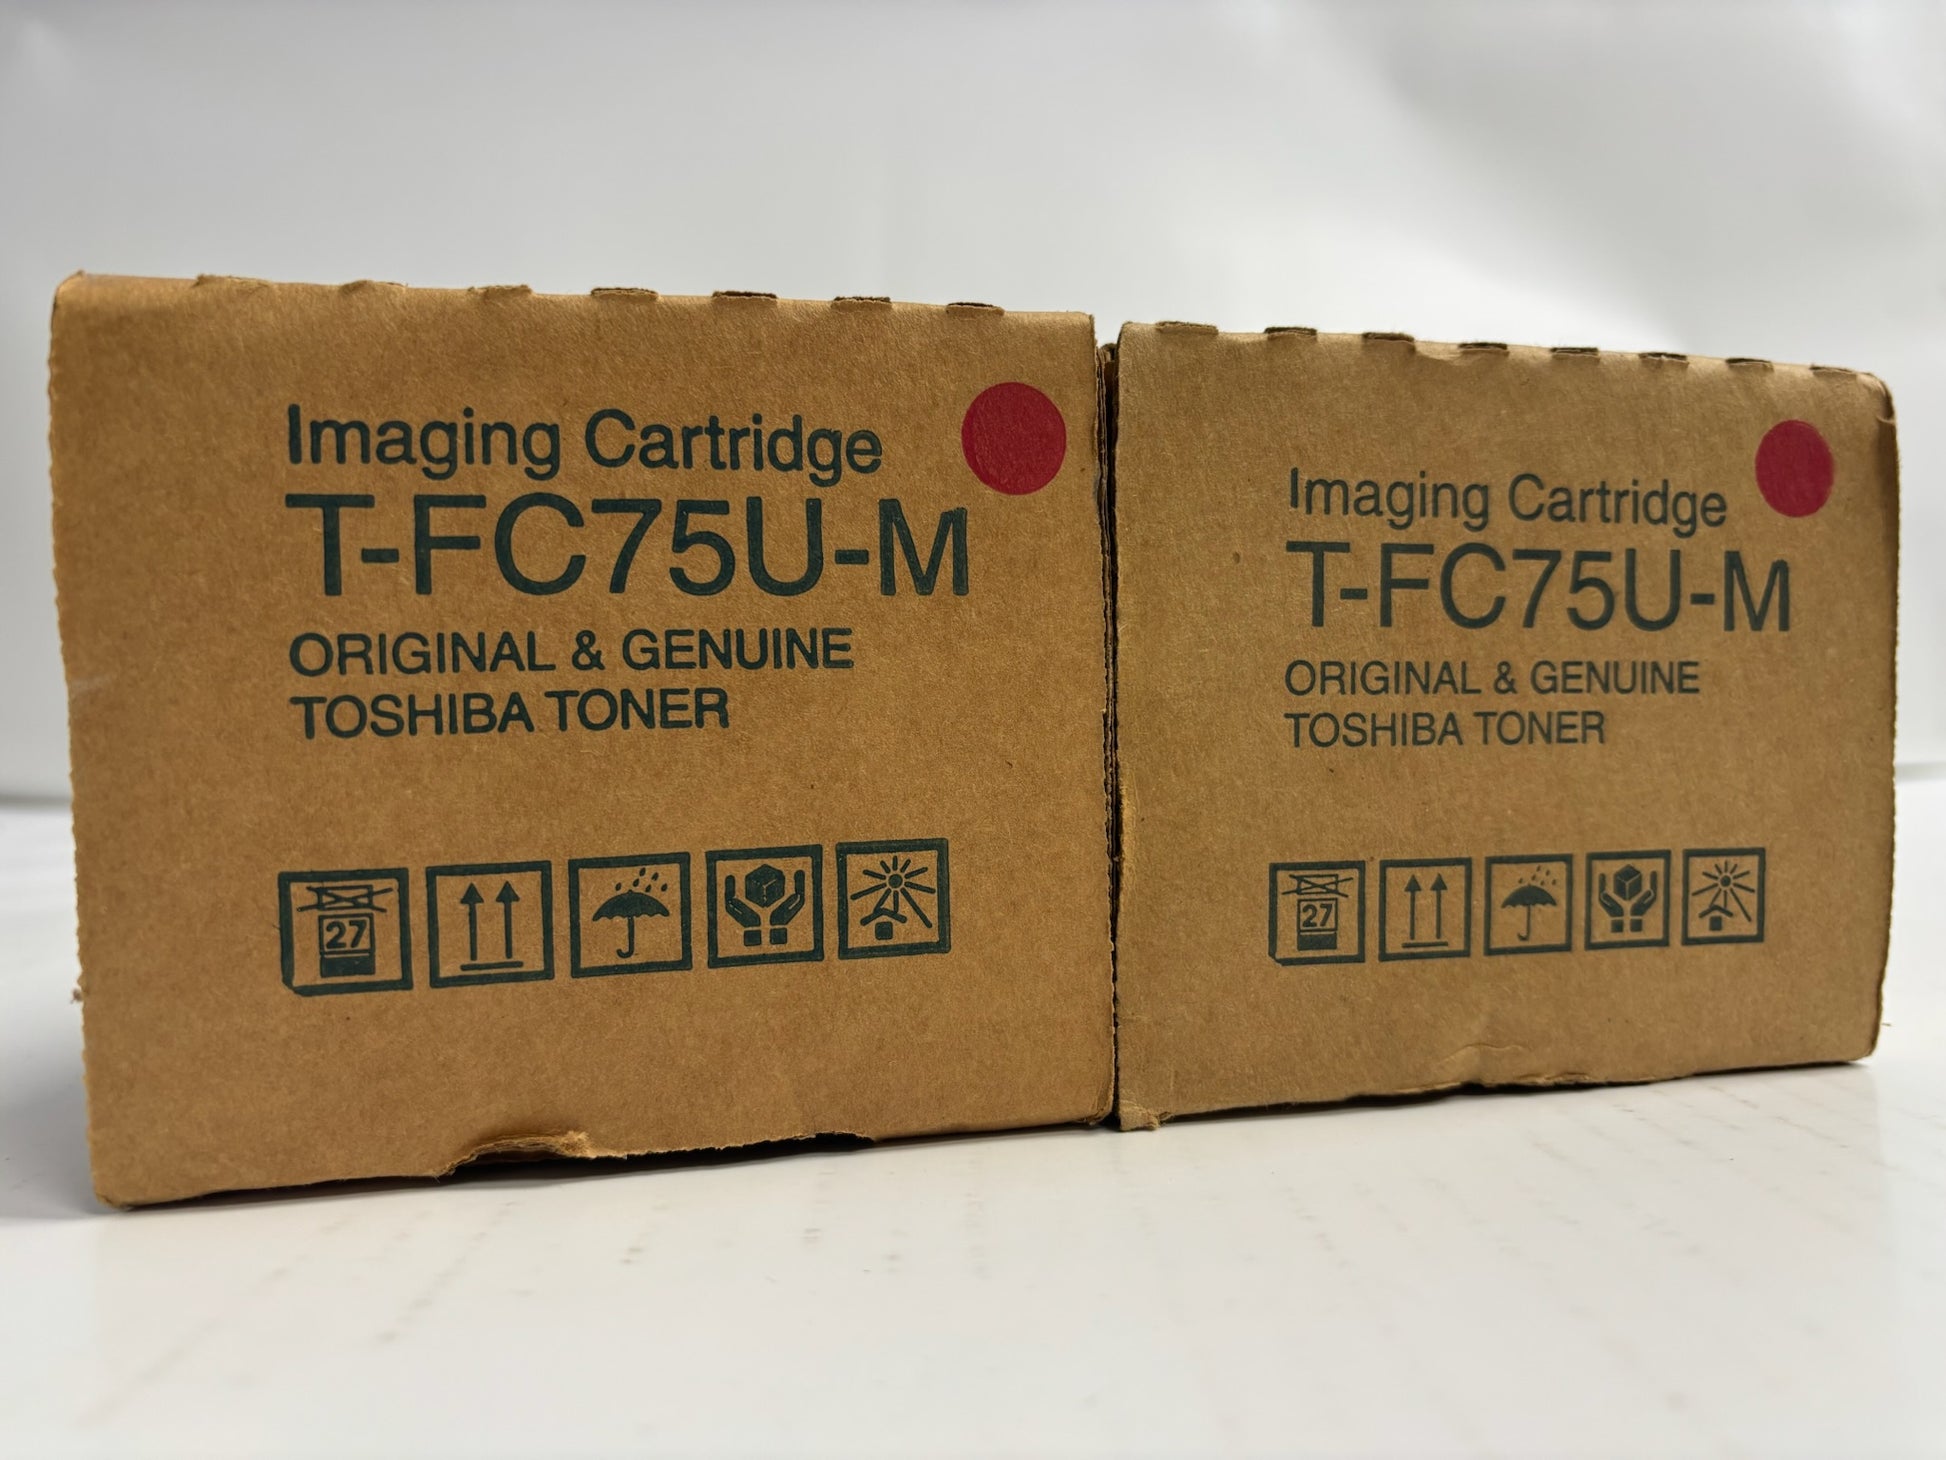 Imaging Cartridge
T-FC75U-M
ORIGINAL & GENUINE
TOSHIBA TONER
27
Imaging Cartridge
T-FC75U-M
ORIGINAL & GENUINE
TOSHIBA TONER
27